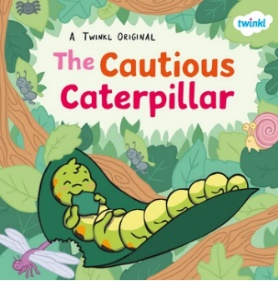 twinkl
A TWINKL ORIGINAL
The Cautious
Caterpillar